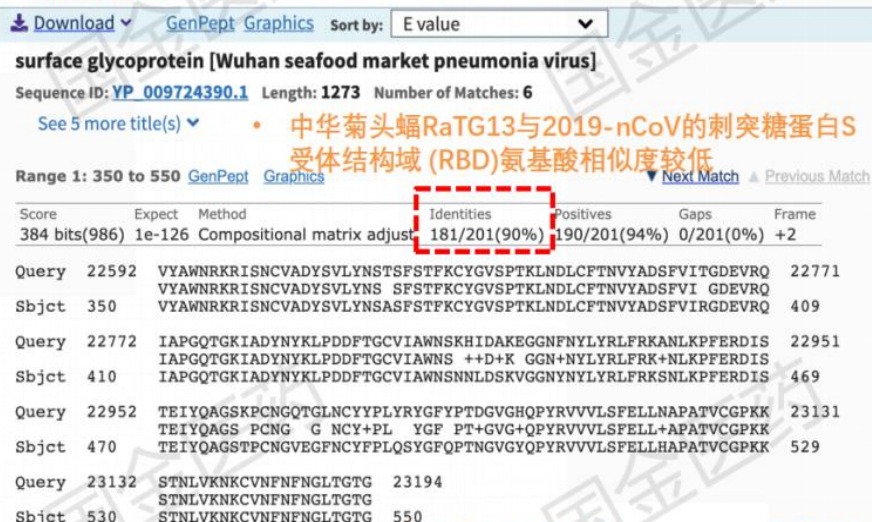 Download GenPept Graphics Sort by: E value
surface glycoprotein [Wuhan seafood market pneumonia virus]
Sequence ID: YP_009724390.1 Length: 1273 Number of Matches: 6
See 5 more title(s)
• 中华菊头蝠RaTG13与2019-nCoV的刺突糖蛋白S
受体结构域 (RBD)氨基酸相似度较低
Range 1: 350 to 550 GenPept Graphics Next Match Previous Match
Score Expect Method Identities Positives Gaps Frame
384 bits(986) 1e-126 Compositional matrix adjust 181/201(90%) 190/201(94%) 0/201(0%) +2
Query 22592 VYAWNRKRISNCVADYSVLYNSTSFSTFKCYGVSPTKLNDLCFTNVYADSFVITGDEVRQ 22771
VYAWNRKRISNCVADYSVLYNS SFSTFKCYGVSPTKLNDLCFTNVYADSFVI GDEVRQ
Sbjct 350 VYAWNRKRISNCVADYSVLYNSASFSTFKCYGVSPTKLNDLCFTNVYADSFVIRGDEVRQ 409
Query 22772 IAPGQTGKIADYNYKLPDDFTGCVIAWNSKHIDAKEGGNFNYLYRLFRKANLKPFERDIS 22951
IAPGQTGKIADYNYKLPDDFTGCVIAWNS ++D+K GGN+NYLYRLFRK+NLKPFERDIS
Sbjct 410 IAPGQTGKIADYNYKLPDDFTGCVIAWNSNNLDSKVGGNYNYLYRLFRKSNLKPFERDIS 469
Query 22952 TEIYQAGSKPCNGQTGLNCYYPLYRYGFYPTDGVGHQPYRVVVLSFELLNAPATVCGPKK 23131
TEIYQAGS PCNG G NCY+PL YGF PT+GVG+QPYRVVVLSFELL+APATVCGPKK
Sbjct 470 TEIYQAGSTPCNGVEGFNCYFPLQSYGFQPTNGVGYQPYRVVVLSFELLHAPATVCGPKK 529
Query 23132 STNLVKNKCVNFNFNGLTGTG 23194
STNLVKNKCVNFNFNGLTGTG
Sbjct 530 STNLVKNKCVNFNFNGLTGTG 550
国金医药